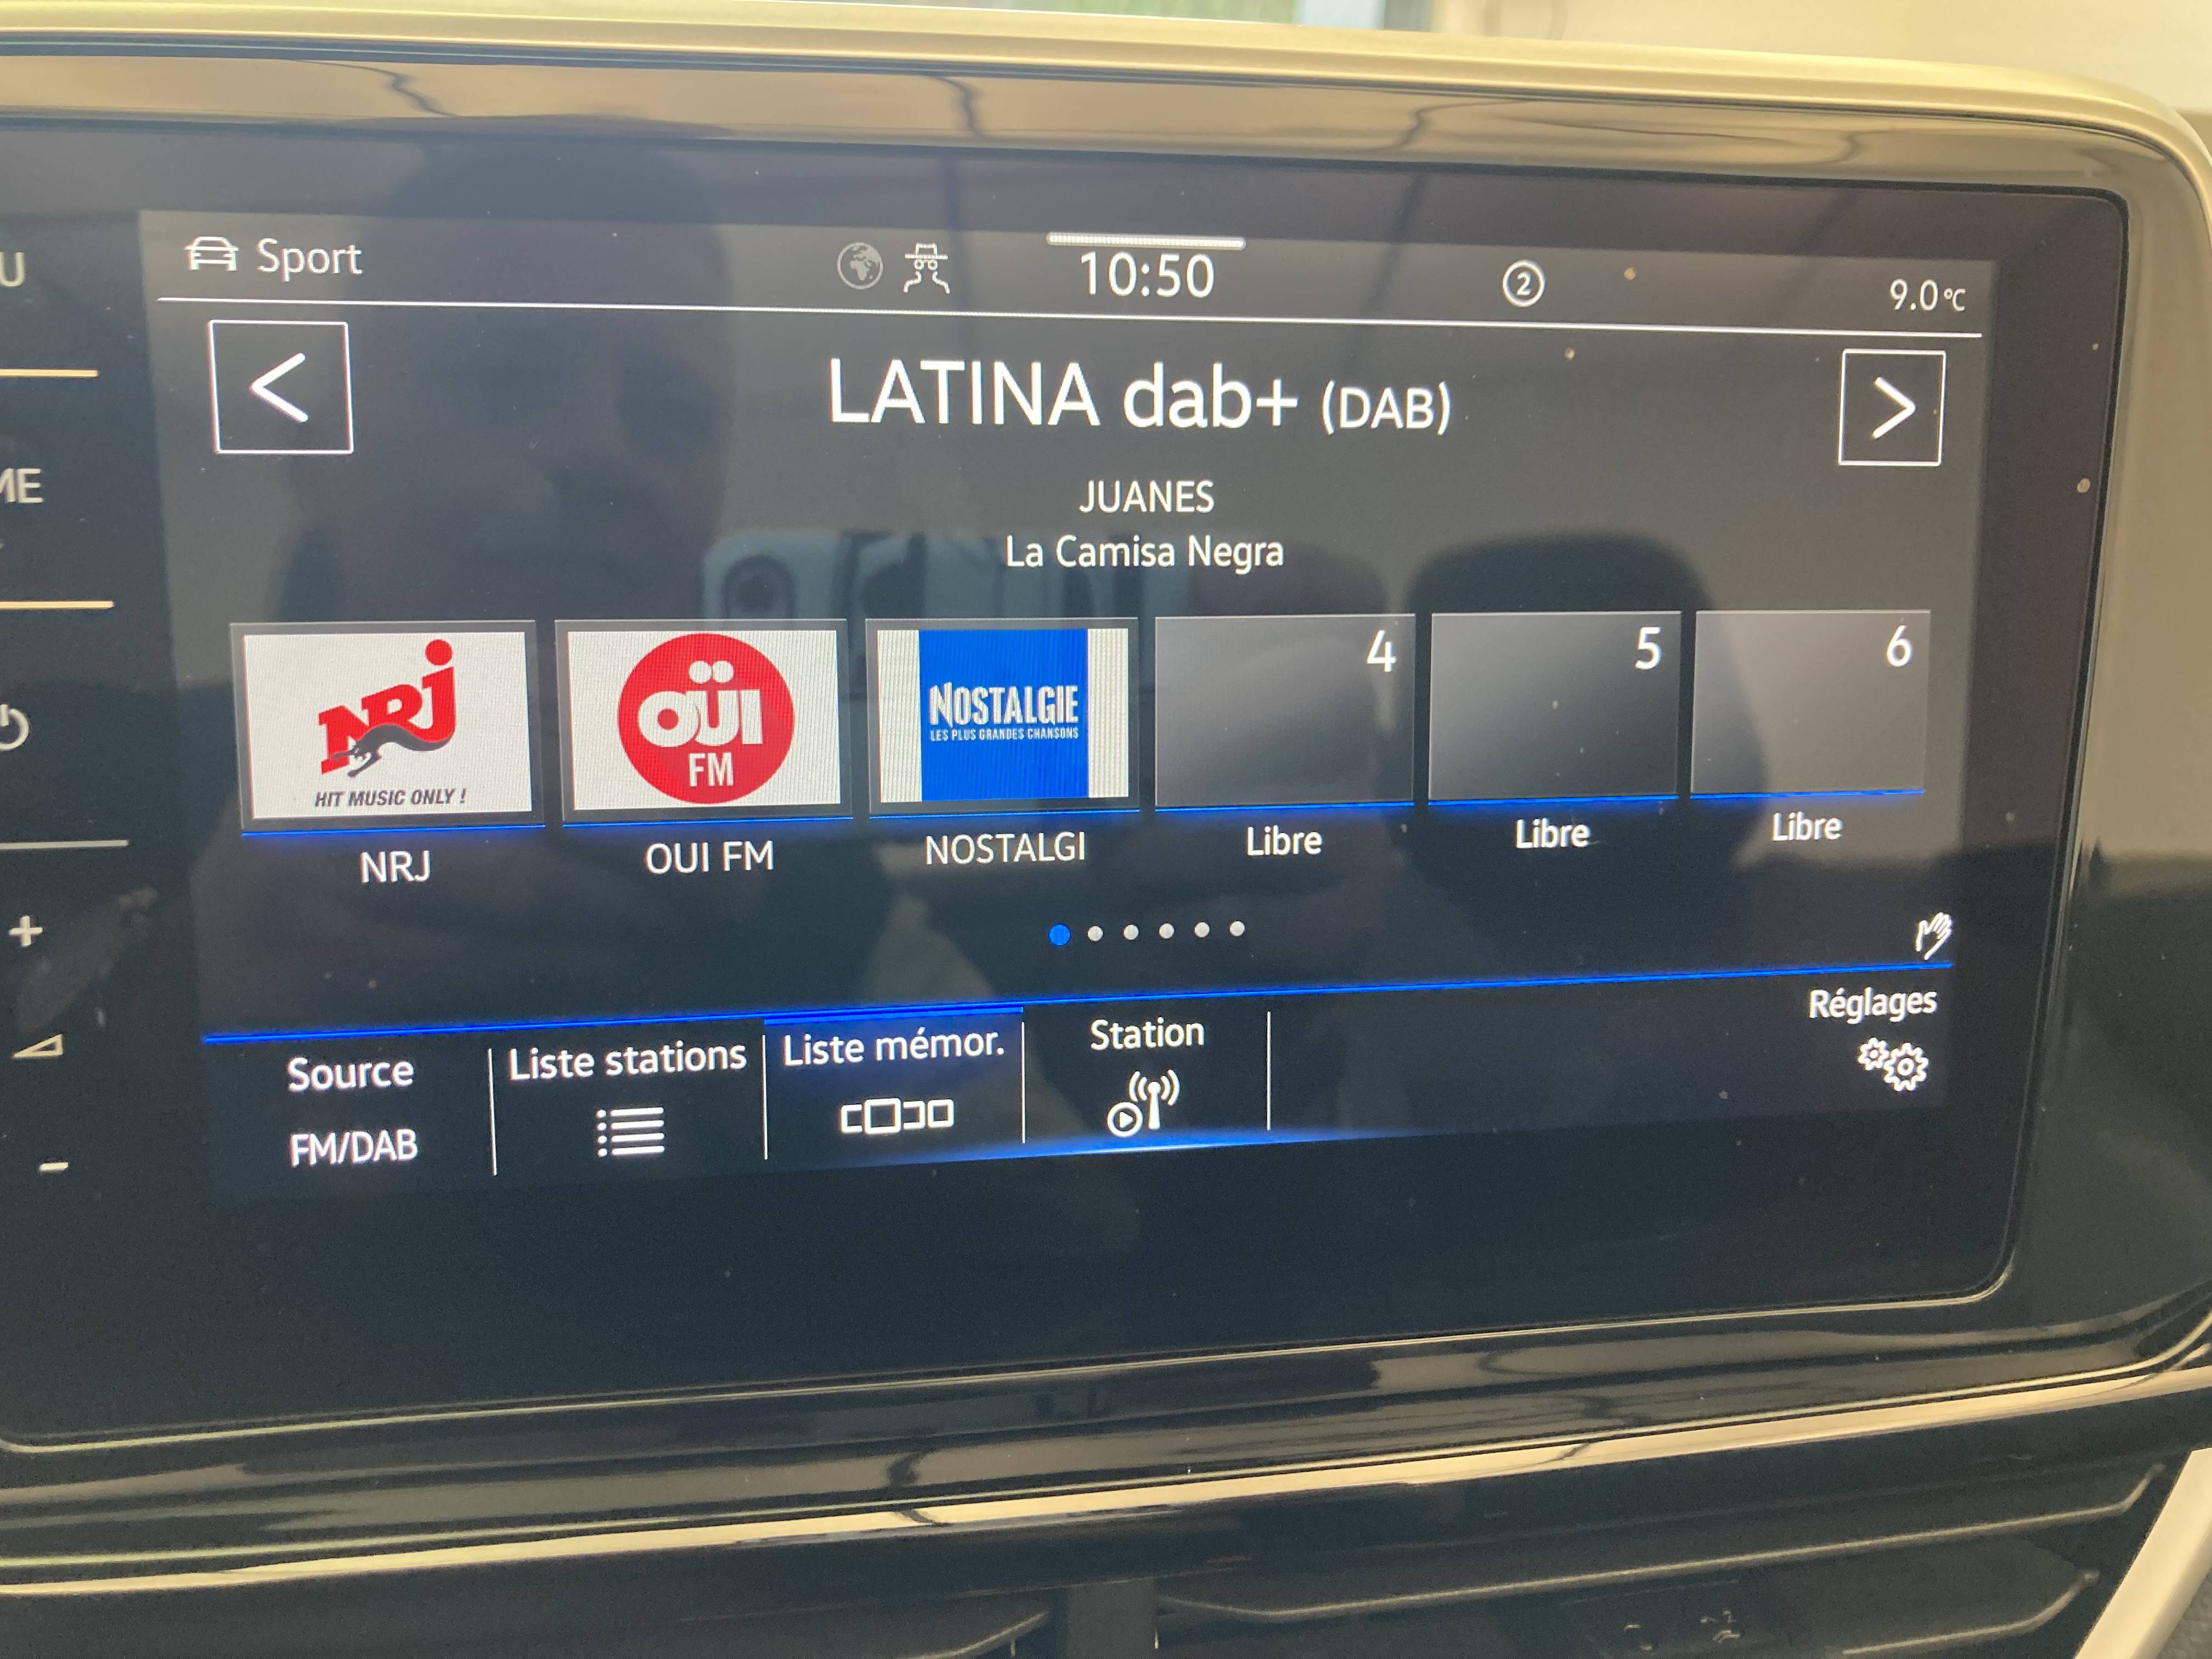 U
Sport
10:50
2
9.0°C
<
LATINA dab+ (DAB)
>
ME
JUANES
La Camisa Negra
NRJ
HIT MUSIC ONLY !
OÜI
FM
NOSTALGIE
LES PLUS GRANDES CHANSONS
4
5
6
NRJ
OUI FM
NOSTALGI
Libre
Libre
Libre
+
-
Source
FM/DAB
Liste stations
Liste mémor.
Station
Réglages